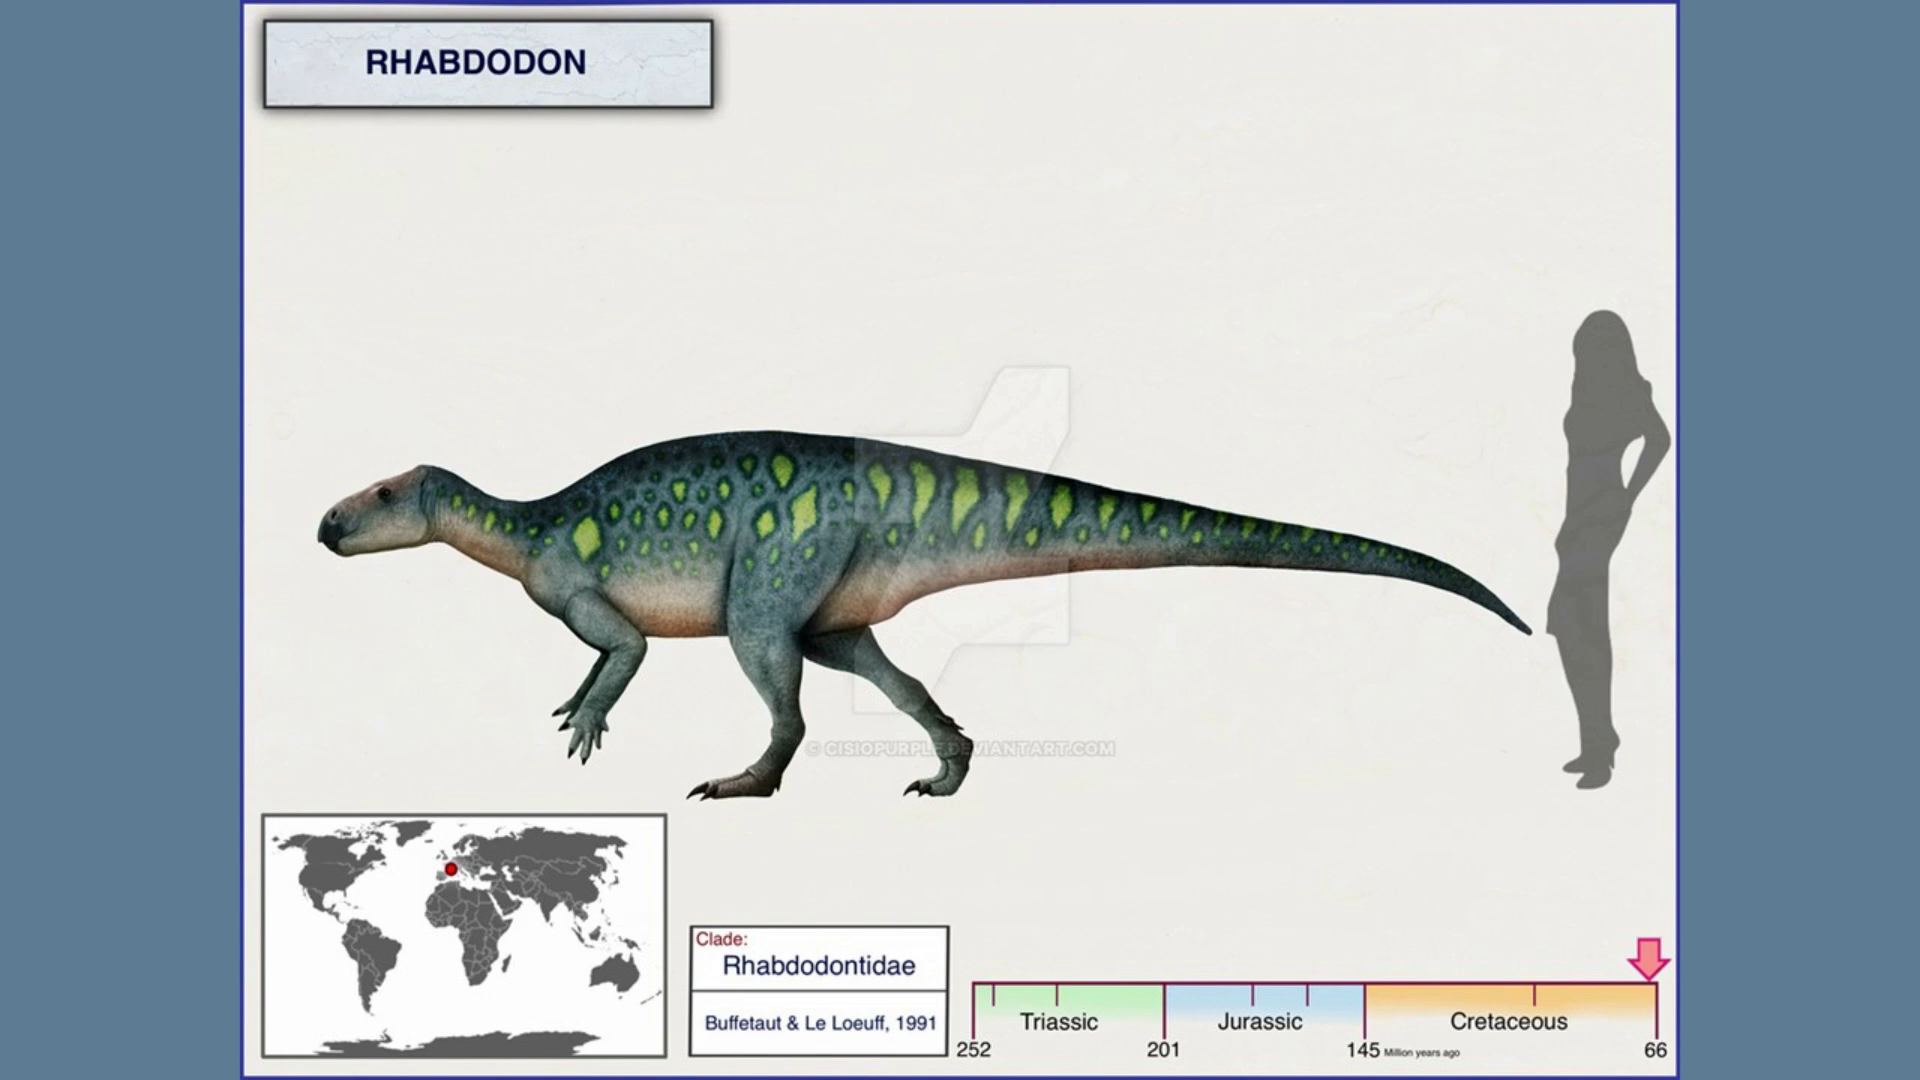 RHABDODON
© CISIOPURPLE.DEVIANTART.COM
Clade:
Rhabdodontidae
Buffetaut & Le Loeuff, 1991
Triassic
Jurassic
Cretaceous
252
201
145 Million years ago
66